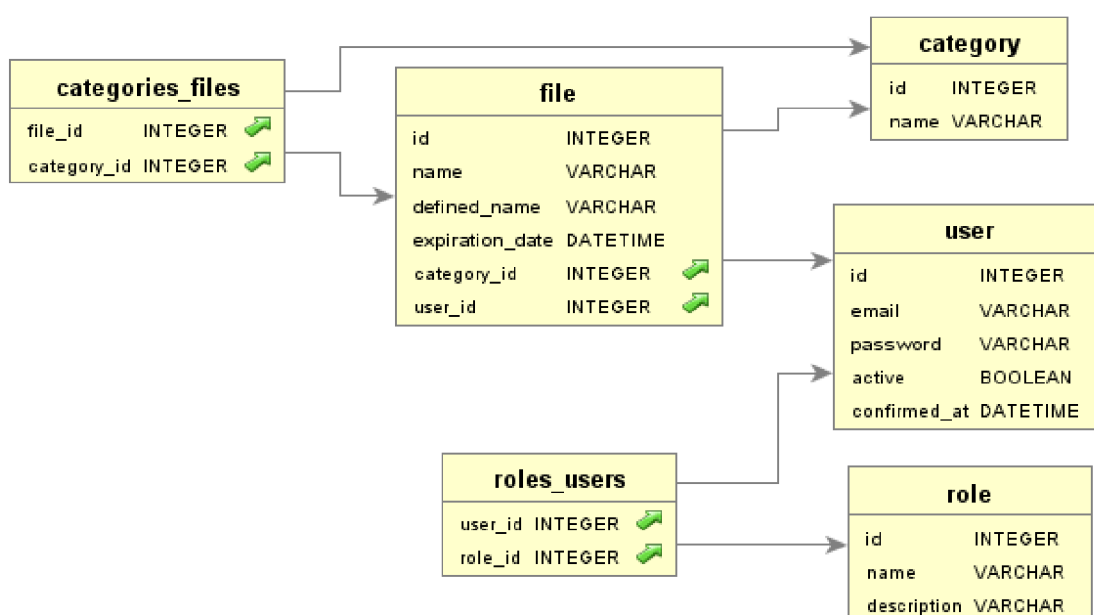 categories_files
file_id INTEGER
category_id INTEGER
file
id INTEGER
name VARCHAR
defined_name VARCHAR
expiration_date DATETIME
category_id INTEGER
user_id INTEGER
category
id INTEGER
name VARCHAR
user
id INTEGER
email VARCHAR
password VARCHAR
active BOOLEAN
confirmed_at DATETIME
roles_users
user_id INTEGER
role_id INTEGER
role
id INTEGER
name VARCHAR
description VARCHAR